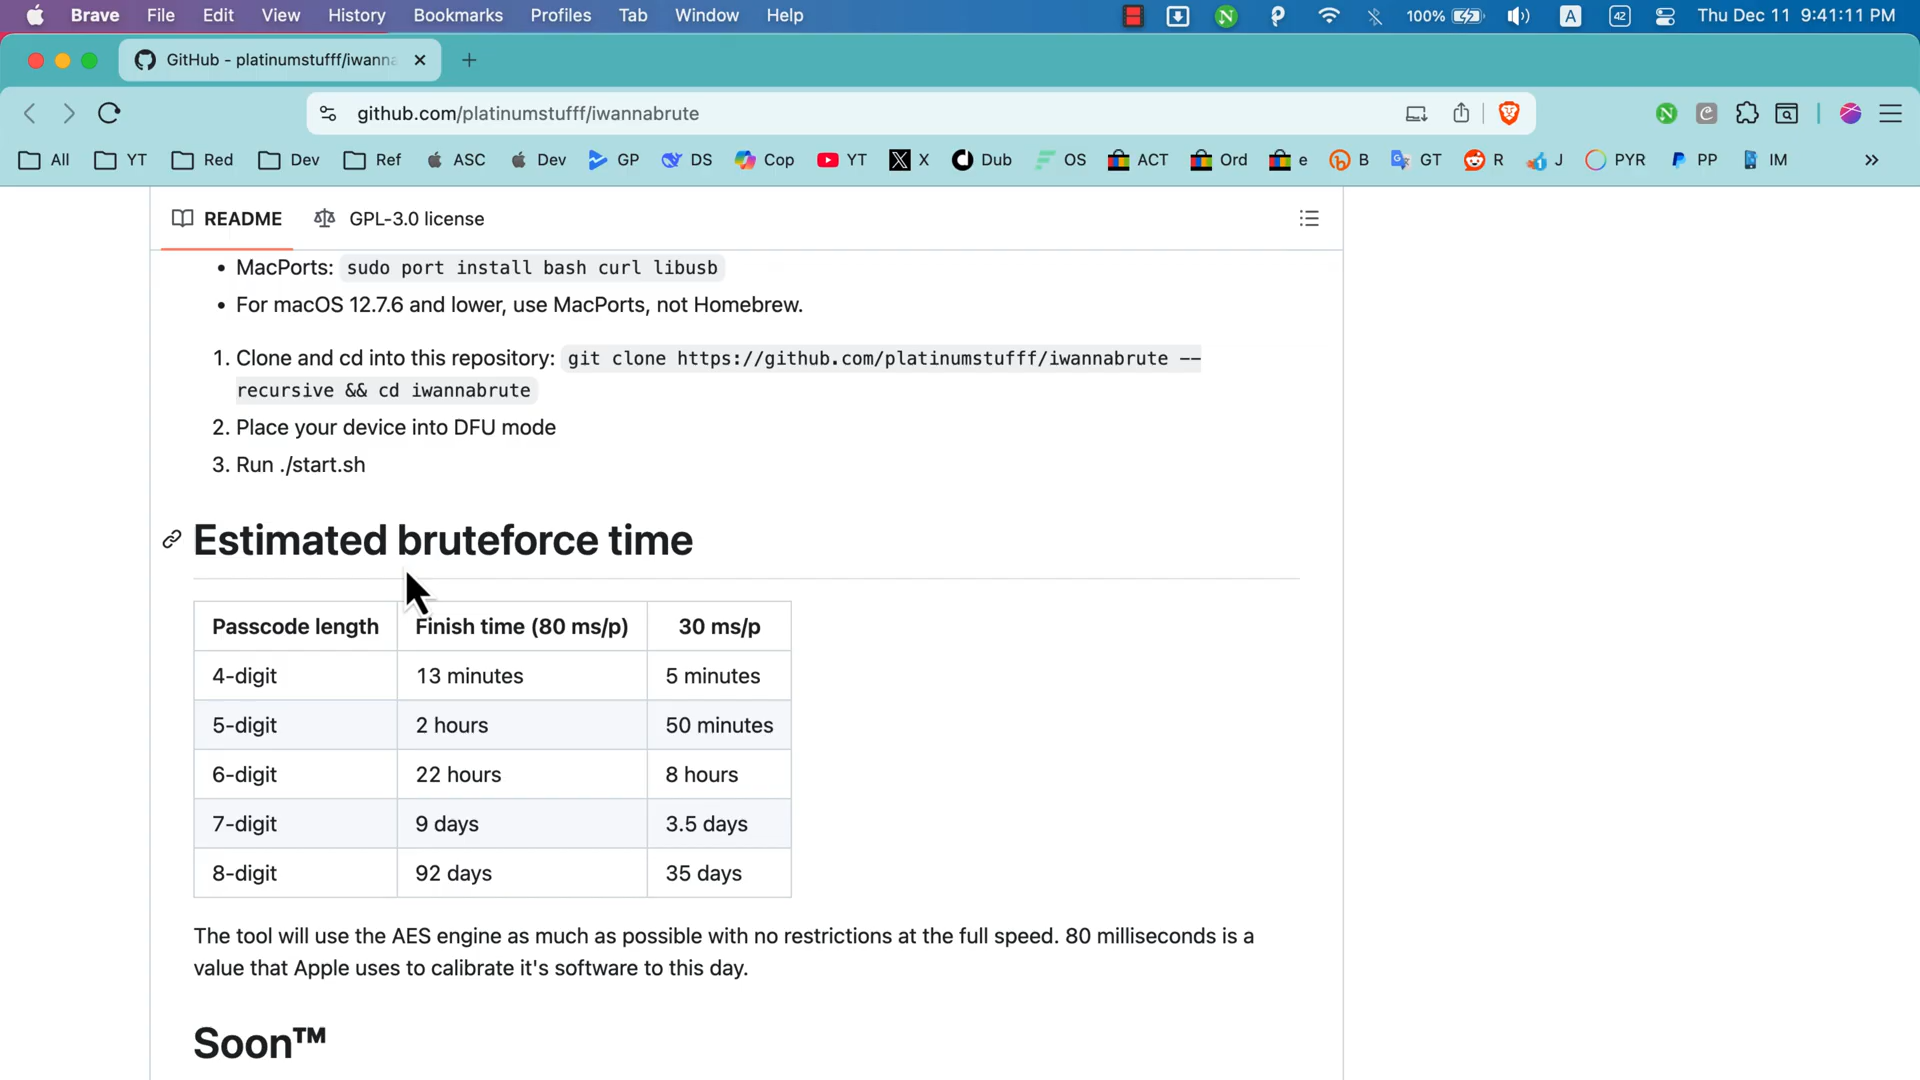 Brave File Edit View History Bookmarks Profiles Tab Window Help 100% A 42 Thu Dec 11 9:41:11 PM
GitHub - platinumstufff/iwanna
github.com/platinumstufff/iwannabrute
All YT Red Dev Ref ASC Dev GP DS Cop YT X Dub OS ACT Ord e B GT R J PYR PP IM »
README GPL-3.0 license
• MacPorts: sudo port install bash curl libusb
• For macOS 12.7.6 and lower, use MacPorts, not Homebrew.
1. Clone and cd into this repository: git clone https://github.com/platinumstufff/iwannabrute --
recursive && cd iwannabrute
2. Place your device into DFU mode
3. Run ./start.sh
Estimated bruteforce time
Passcode length Finish time (80 ms/p) 30 ms/p
4-digit 13 minutes 5 minutes
5-digit 2 hours 50 minutes
6-digit 22 hours 8 hours
7-digit 9 days 3.5 days
8-digit 92 days 35 days
The tool will use the AES engine as much as possible with no restrictions at the full speed. 80 milliseconds is a
value that Apple uses to calibrate it's software to this day.
Soon™